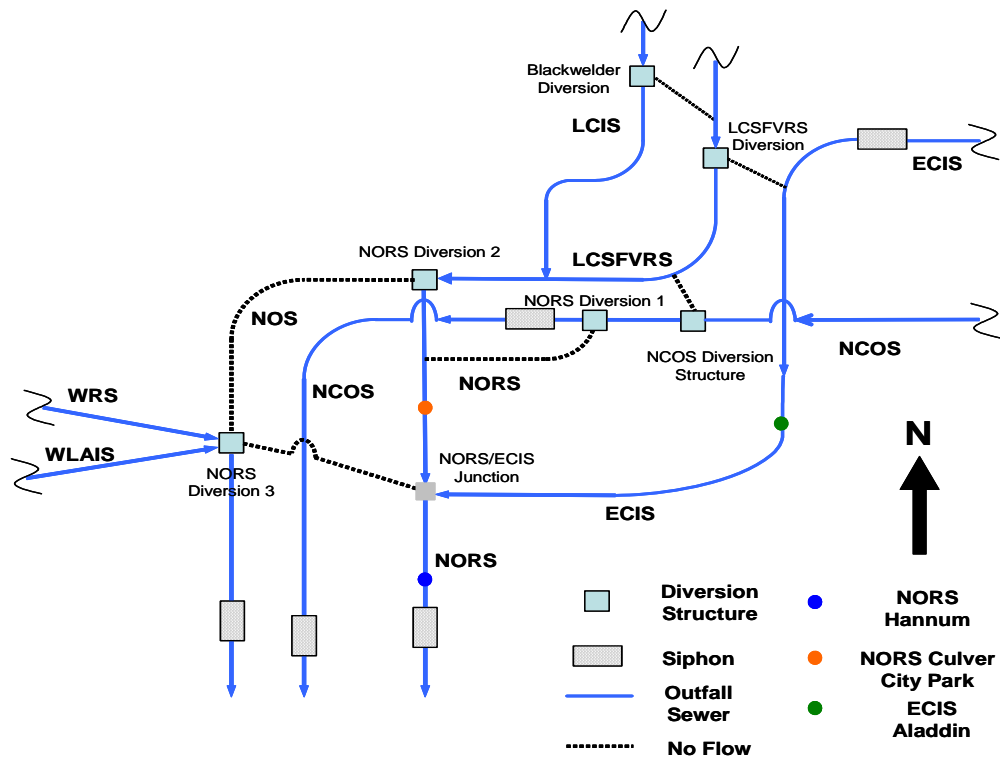 Blackwelder
Diversion
LCIS
LCSFVRS
Diversion
ECIS
NORS Diversion 2
LCSFVRS
NORS Diversion 1
NOS
NCOS
NORS
NCOS Diversion
Structure
NCOS
WRS
WLAIS
NORS
Diversion 3
NORS/ECIS
Junction
ECIS
N
NORS
Diversion
Structure
NORS
Hannum
Siphon
NORS Culver
City Park
Outfall
Sewer
ECIS
Aladdin
No Flow